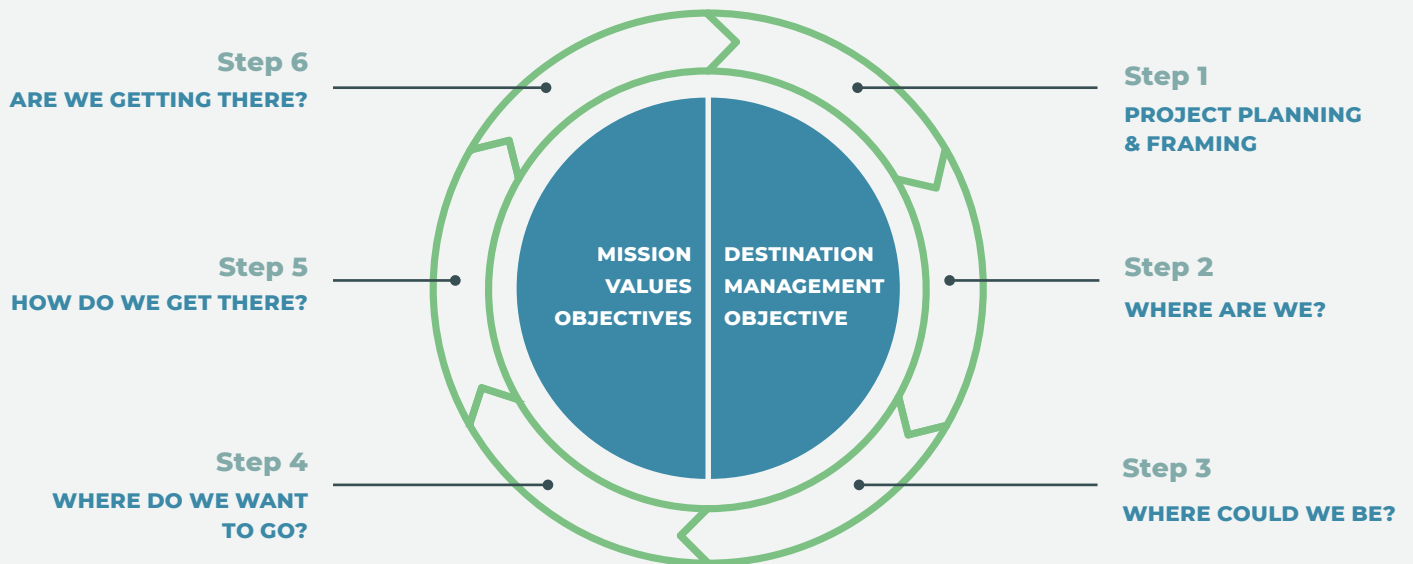 Step 1
PROJECT PLANNING
& FRAMING
Step 2
WHERE ARE WE?
Step 3
WHERE COULD WE BE?
Step 4
WHERE DO WE WANT
TO GO?
Step 5
HOW DO WE GET THERE?
Step 6
ARE WE GETTING THERE?
MISSION
VALUES
OBJECTIVES
DESTINATION
MANAGEMENT
OBJECTIVE